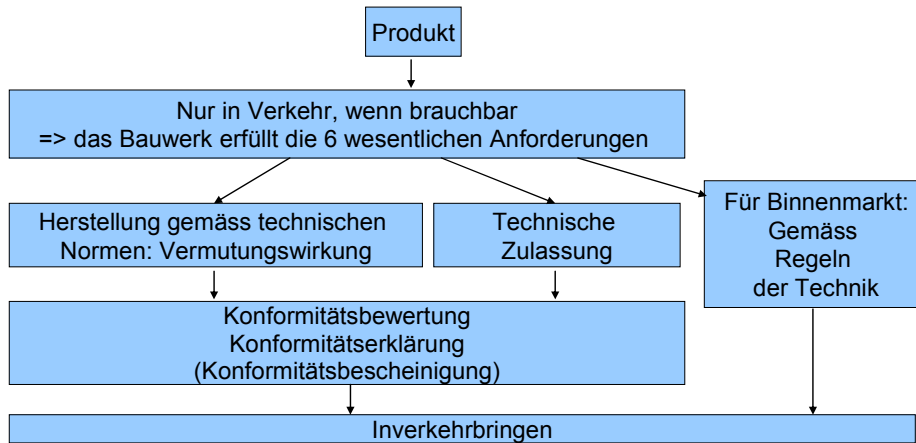 Produkt
Nur in Verkehr, wenn brauchbar
=> das Bauwerk erfüllt die 6 wesentlichen Anforderungen
Herstellung gemäss technischen
Normen: Vermutungswirkung
Technische
Zulassung
Für Binnenmarkt:
Gemäss
Regeln
der Technik
Konformitätsbewertung
Konformitätserklärung
(Konformitätsbescheinigung)
Inverkehrbringen